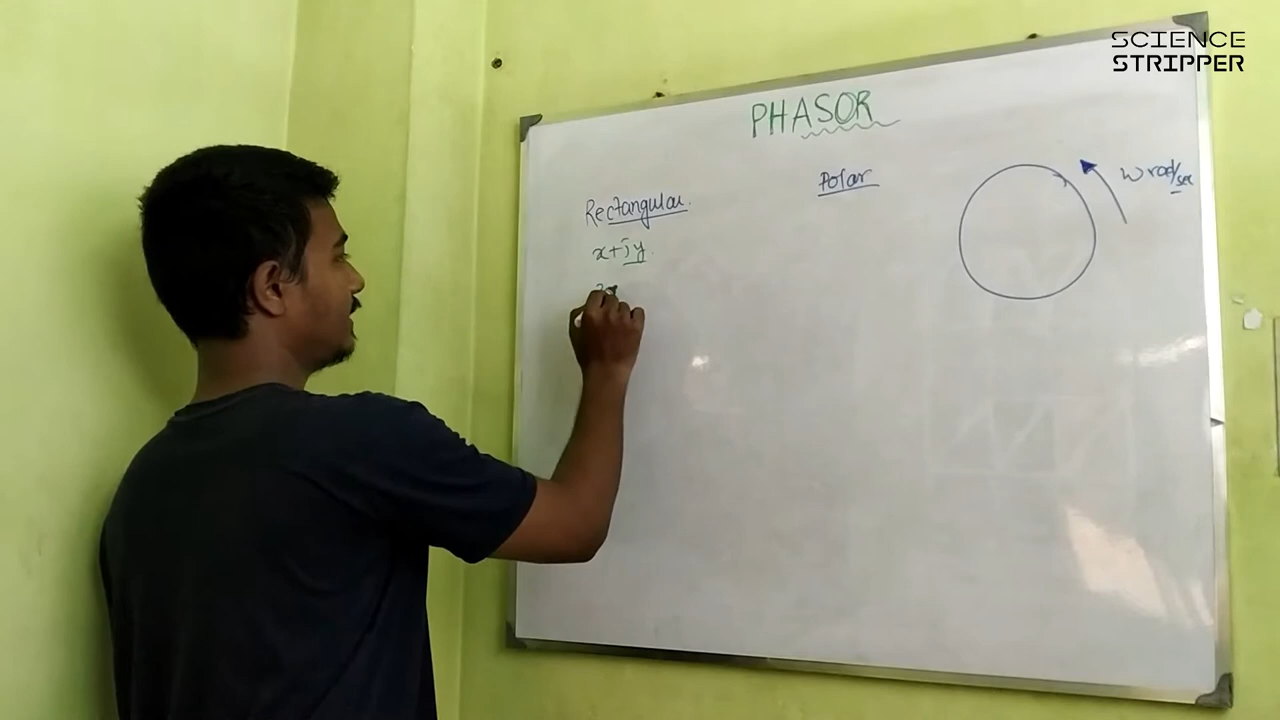 SCIENCE
STRIPPER
PHASOR
Rectangular.
x+jy.
Polar
w rad/sec